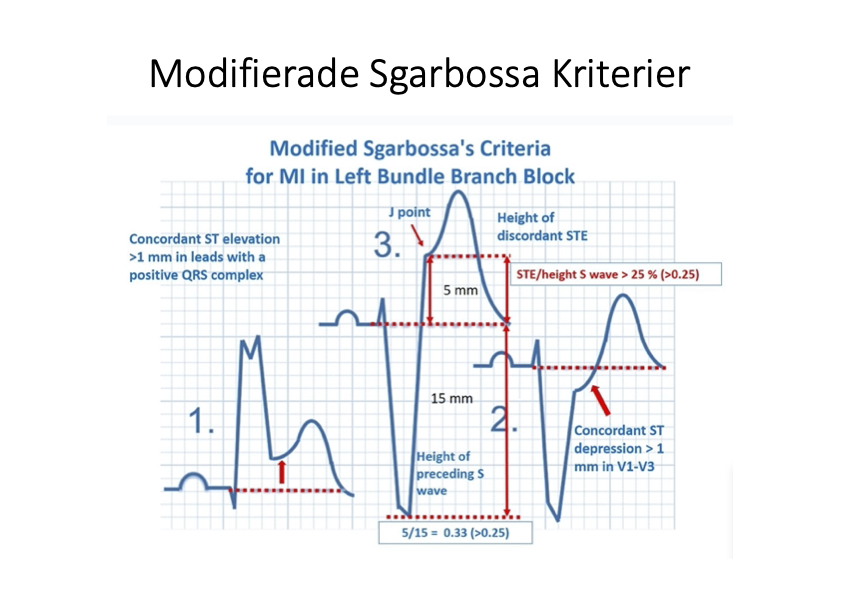 Modifierade Sgarbossa Kriterier
Modified Sgarbossa's Criteria
for MI in Left Bundle Branch Block
Concordant ST elevation
>1 mm in leads with a
positive QRS complex
1.
J point
3.
Height of
discordant STE
STE/height S wave > 25 % (>0.25)
5 mm
15 mm
Height of
preceding S
wave
5/15 = 0.33 (>0.25)
2.
Concordant ST
depression > 1
mm in V1-V3